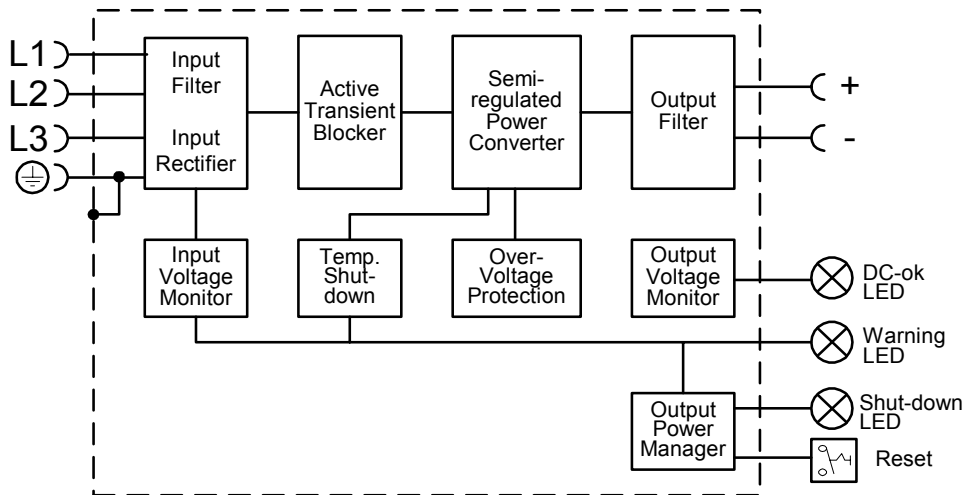 L1
L2
L3
Input
Filter
Input
Rectifier
Active
Transient
Blocker
Semi-
regulated
Power
Converter
Output
Filter
+
-
Input
Voltage
Monitor
Temp.
Shut-
down
Over-
Voltage
Protection
Output
Voltage
Monitor
DC-ok
LED
Warning
LED
Output
Power
Manager
Shut-down
LED
Reset